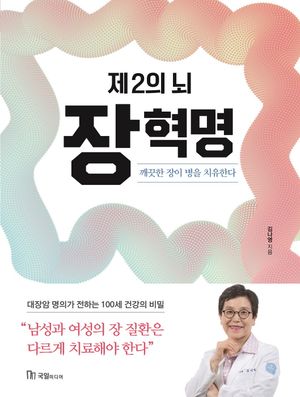 제2의 뇌
장 혁명
깨끗한 장이 병을 치유한다
김나영 지음
대장암 명의가 전하는 100세 건강의 비밀
“남성과 여성의 장 질환은
다르게 치료해야 한다”
국일미디어